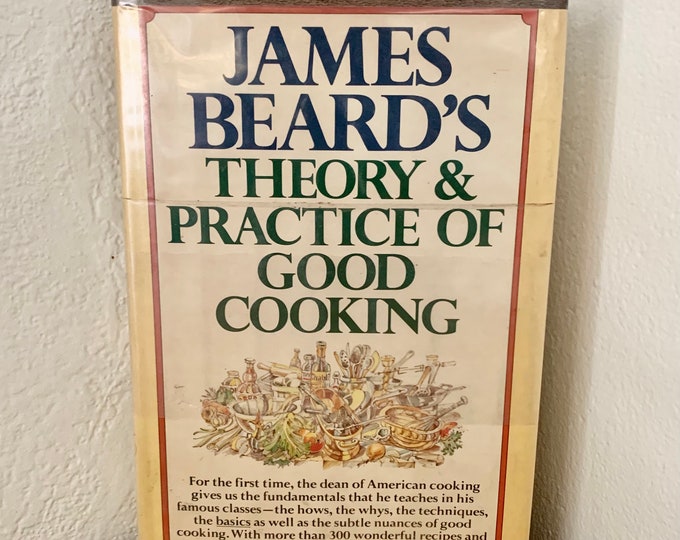 JAMES
BEARD'S
THEORY &
PRACTICE OF
GOOD
COOKING
For the first time, the dean of American cooking
gives us the fundamentals that he teaches in his
famous classes—the hows, the whys, the techniques,
the basics as well as the subtle nuances of good
cooking. With more than 300 wonderful recipes and